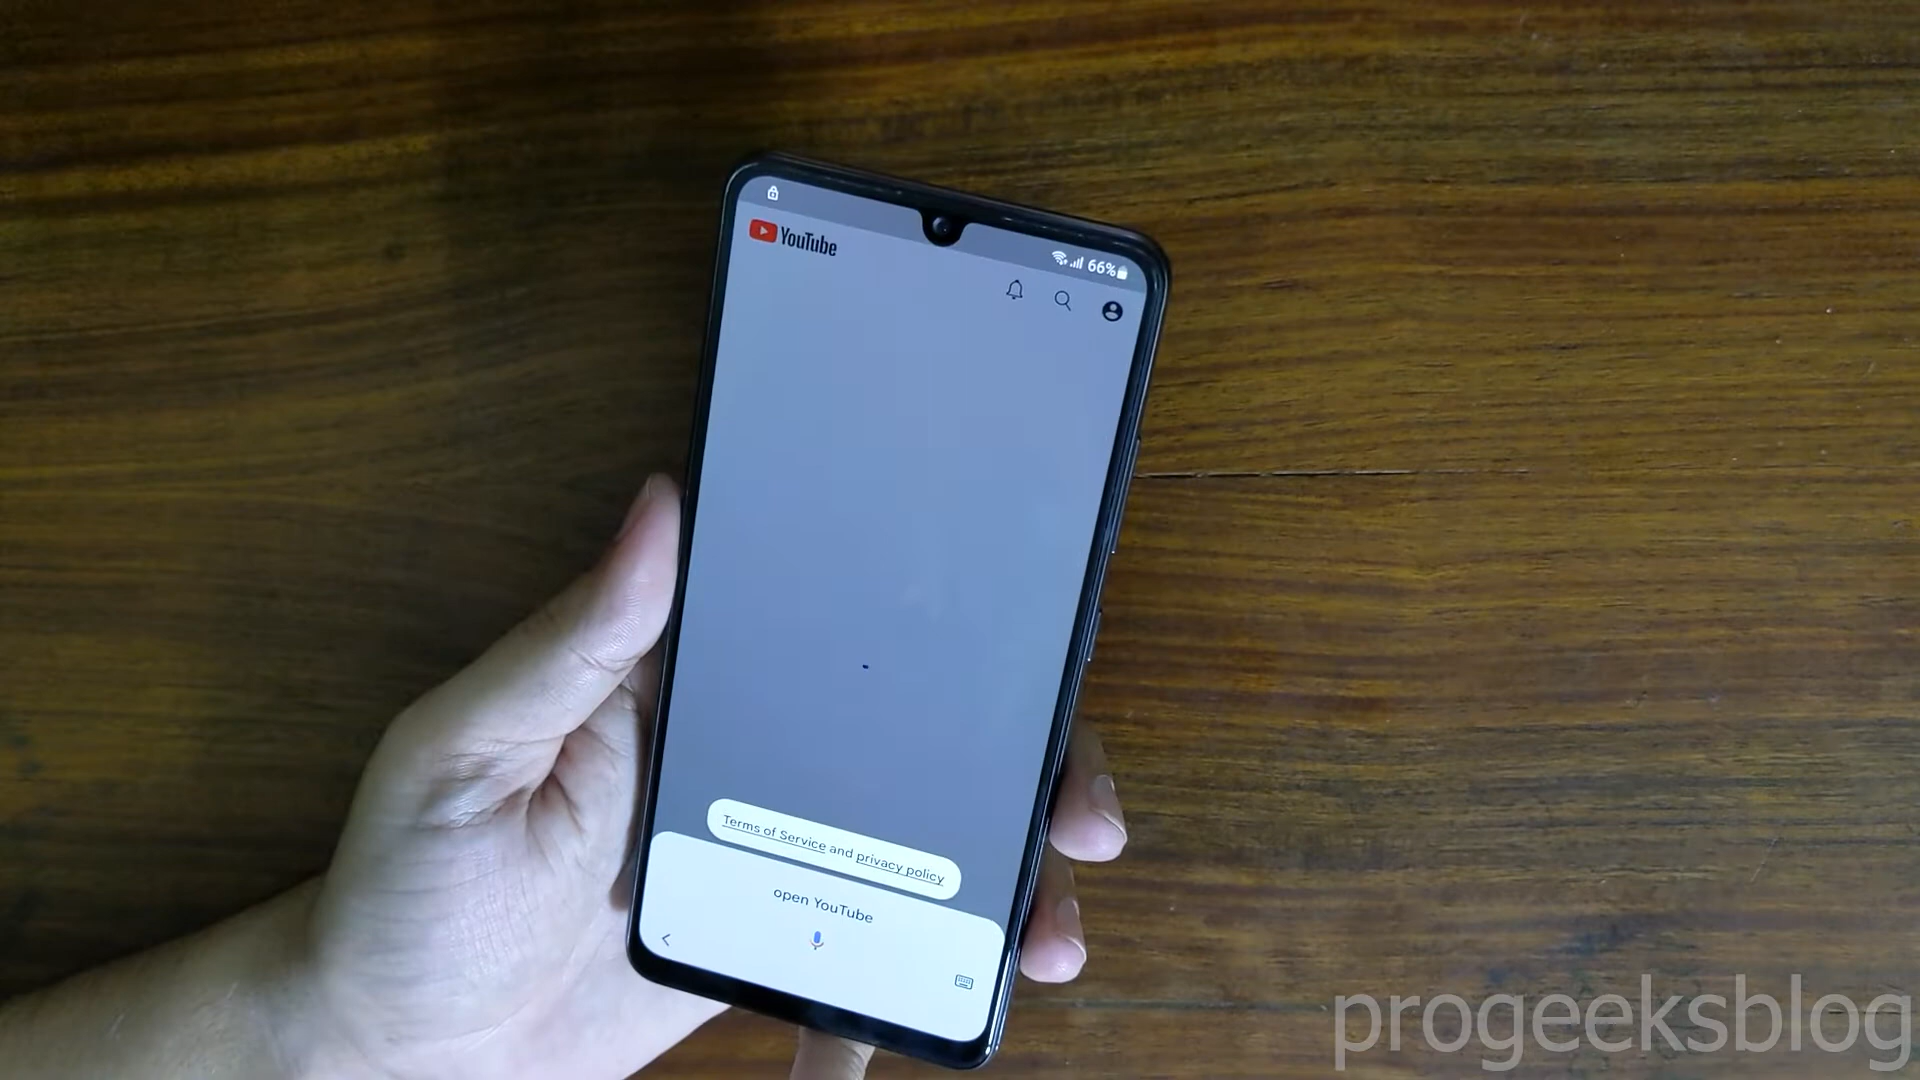 YouTube
66%
Terms of Service and privacy policy
open YouTube
progeeksblog